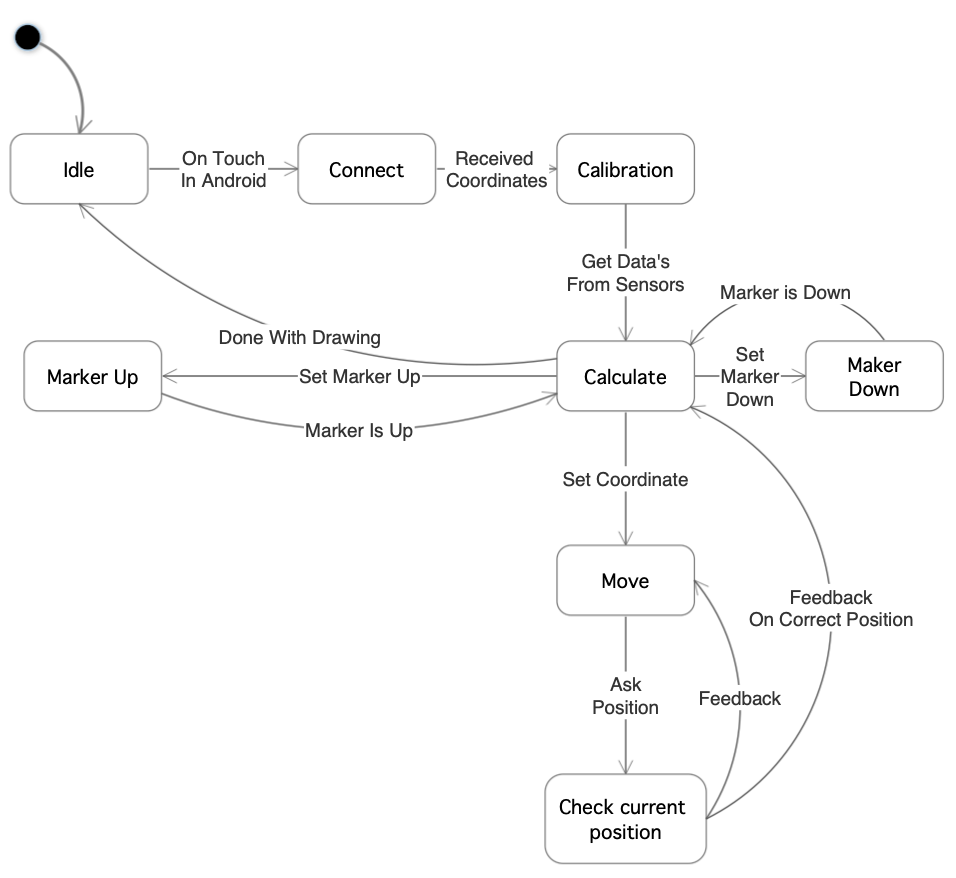 On Touch
In Android
Idle
Connect
Received
Coordinates
Calibration
Get Data's
From Sensors
Marker is Down
Done With Drawing
Marker Up
Set Marker Up
Calculate
Set
Marker
Down
Maker
Down
Marker Is Up
Set Coordinate
Move
Feedback
On Correct Position
Ask
Position
Feedback
Check current
position